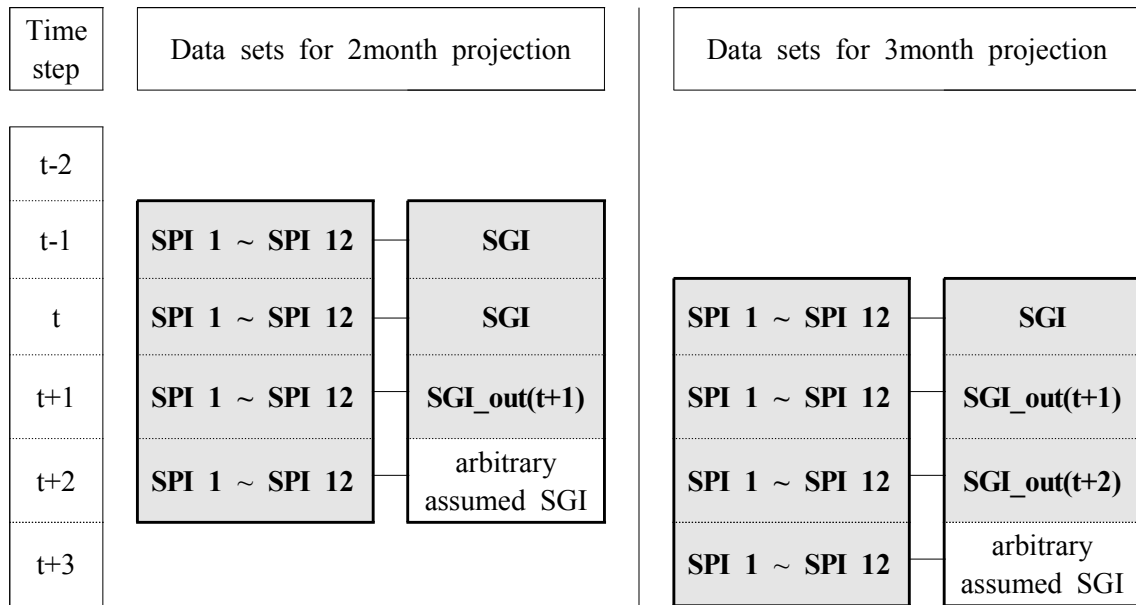 Time
step
Data sets for 2month projection
Data sets for 3month projection
t-2
t-1
SPI 1 ~ SPI 12
SGI
t
SPI 1 ~ SPI 12
SGI
SPI 1 ~ SPI 12
SGI
t+1
SPI 1 ~ SPI 12
SGI_out(t+1)
SPI 1 ~ SPI 12
SGI_out(t+1)
t+2
SPI 1 ~ SPI 12
arbitrary
assumed SGI
SPI 1 ~ SPI 12
SGI_out(t+2)
t+3
SPI 1 ~ SPI 12
arbitrary
assumed SGI